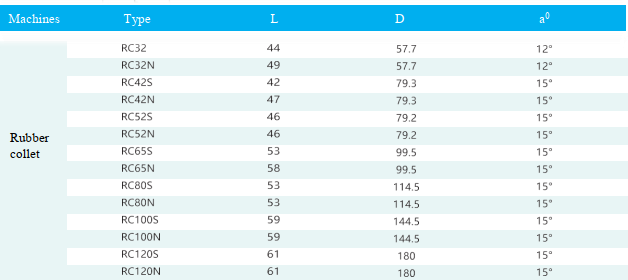 Machines Type L D a⁰
RC32 44 57.7 12°
RC32N 49 57.7 12°
RC42S 42 79.3 15°
RC42N 47 79.3 15°
RC52S 46 79.2 15°
RC52N 46 79.2 15°
Rubber collet
RC65S 53 99.5 15°
RC65N 58 99.5 15°
RC80S 53 114.5 15°
RC80N 53 114.5 15°
RC100S 59 144.5 15°
RC100N 59 144.5 15°
RC120S 61 180 15°
RC120N 61 180 15°